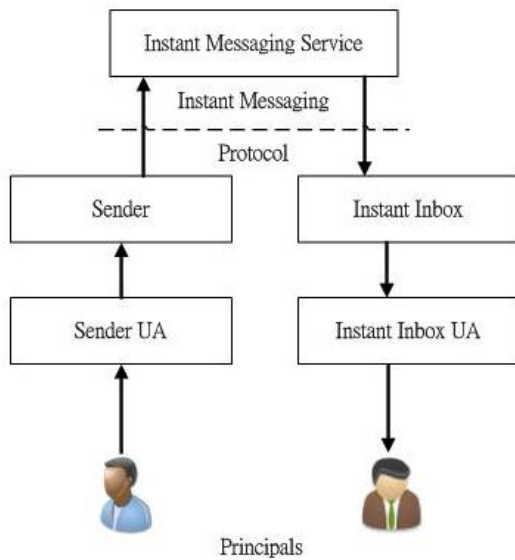 Instant Messaging Service
Instant Messaging
Protocol
Sender
Instant Inbox
Sender UA
Instant Inbox UA
Principals